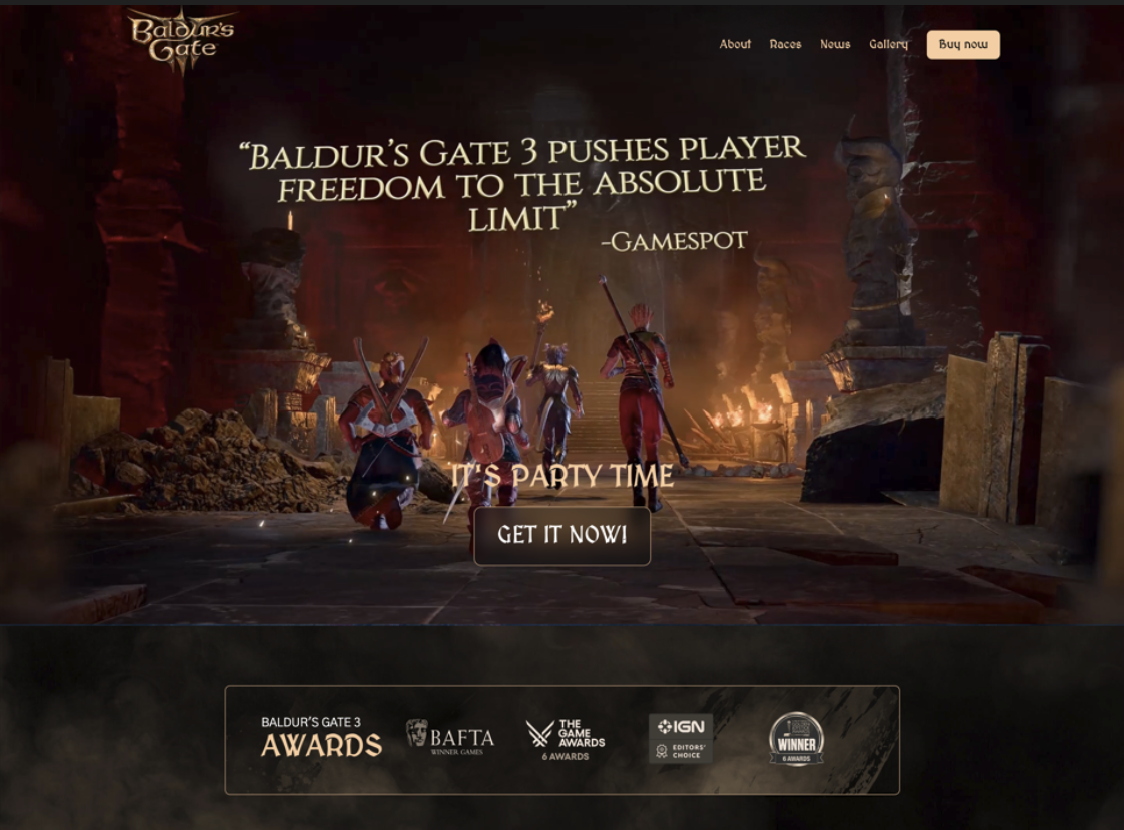 Baldur's
Gate
About Races News Gallery Buy now
“BALDUR’S GATE 3 PUSHES PLAYER
FREEDOM TO THE ABSOLUTE
LIMIT”
-GAMESPOT
IT'S PARTY TIME
GET IT NOW!
BALDUR'S GATE 3
AWARDS
BAFTA
WINNER GAMES
THE
GAME
AWARDS
6 AWARDS
IGN
EDITORS'
CHOICE
WINNER
6 AWARDS